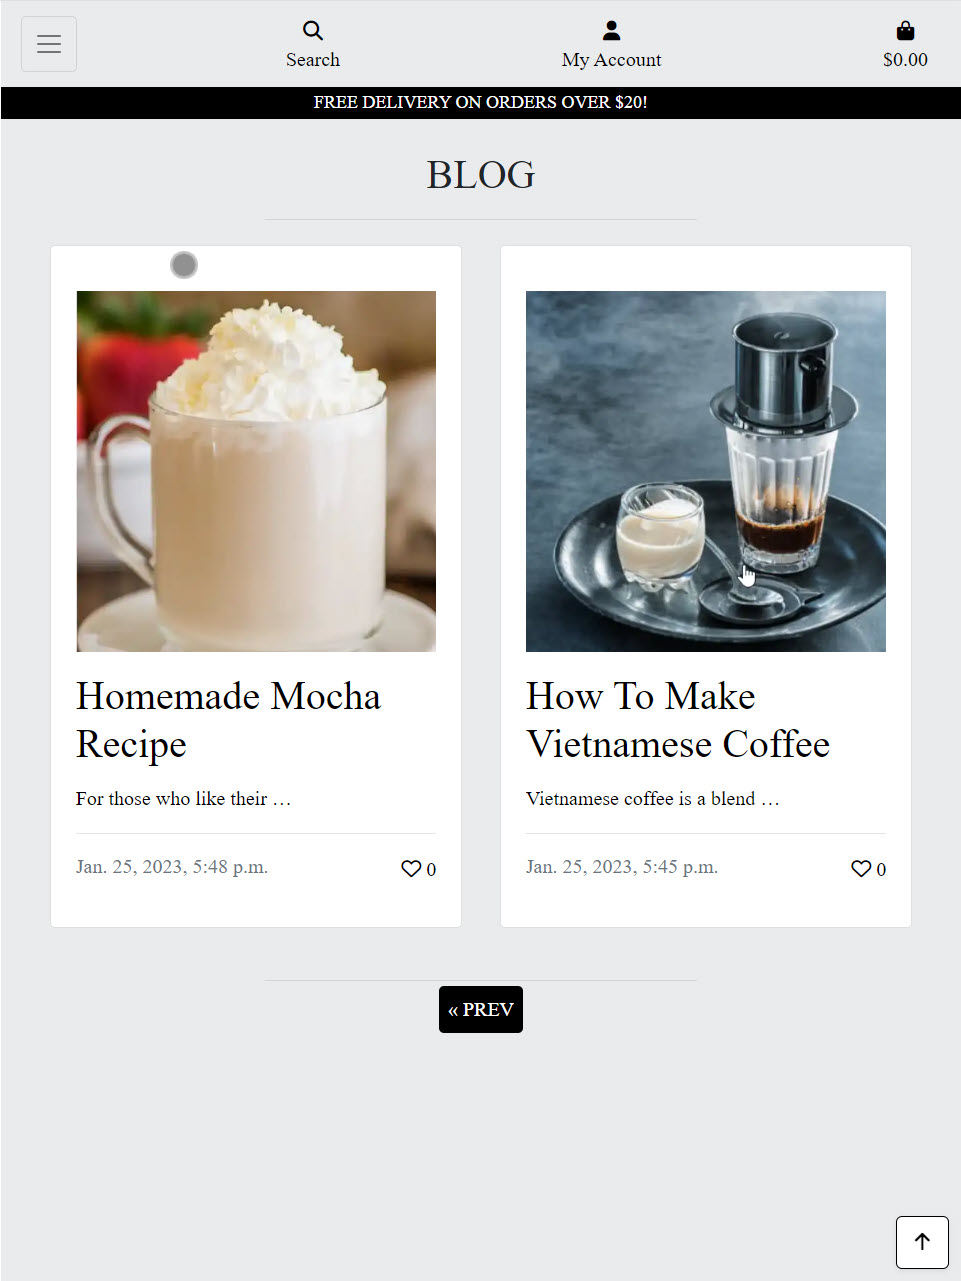 Search
My Account
$0.00
FREE DELIVERY ON ORDERS OVER $20!
BLOG
Homemade Mocha
Recipe
For those who like their …
Jan. 25, 2023, 5:48 p.m.
0
How To Make
Vietnamese Coffee
Vietnamese coffee is a blend …
Jan. 25, 2023, 5:45 p.m.
0
« PREV